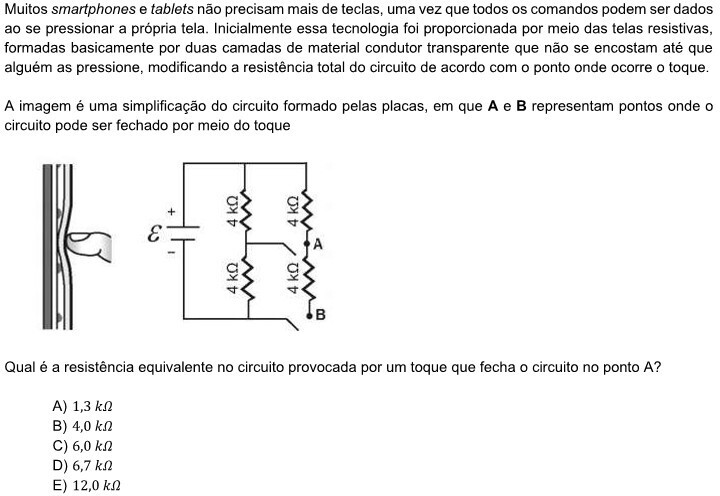 Muitos smartphones e tablets não precisam mais de teclas, uma vez que todos os comandos podem ser dados
ao se pressionar a própria tela. Inicialmente essa tecnologia foi proporcionada por meio das telas resistivas,
formadas basicamente por duas camadas de material condutor transparente que não se encostam até que
alguém as pressione, modificando a resistência total do circuito de acordo com o ponto onde ocorre o toque.
A imagem é uma simplificação do circuito formado pelas placas, em que A e B representam pontos onde o
circuito pode ser fechado por meio do toque
+
ε
−
4 kΩ
4 kΩ
A
4 kΩ
4 kΩ
B
Qual é a resistência equivalente no circuito provocada por um toque que fecha o circuito no ponto A?
A) 1,3 kΩ
B) 4,0 kΩ
C) 6,0 kΩ
D) 6,7 kΩ
E) 12,0 kΩ